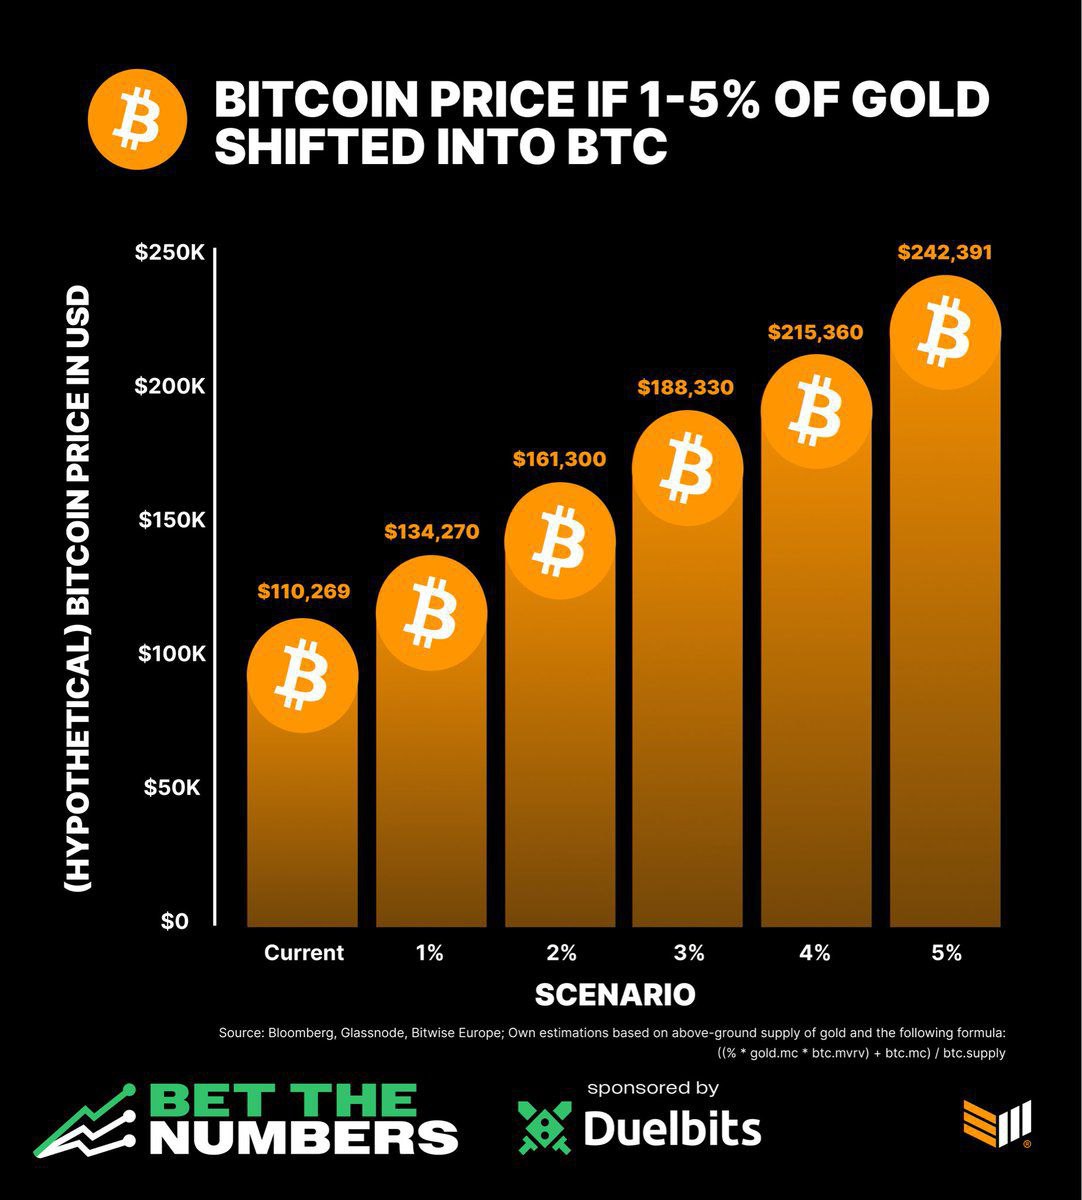 BITCOIN PRICE IF 1-5% OF GOLD
SHIFTED INTO BTC
(HYPOTHETICAL) BITCOIN PRICE IN USD
$250K
$200K
$150K
$100K
$50K
$0
$110,269
$134,270
$161,300
$188,330
$215,360
$242,391
Current
1%
2%
3%
4%
5%
SCENARIO
Source: Bloomberg, Glassnode, Bitwise Europe; Own estimations based on above-ground supply of gold and the following formula:
((% * gold.mc * btc.mvrv) + btc.mc) / btc.supply
BET THE
NUMBERS
sponsored by
Duelbits
®